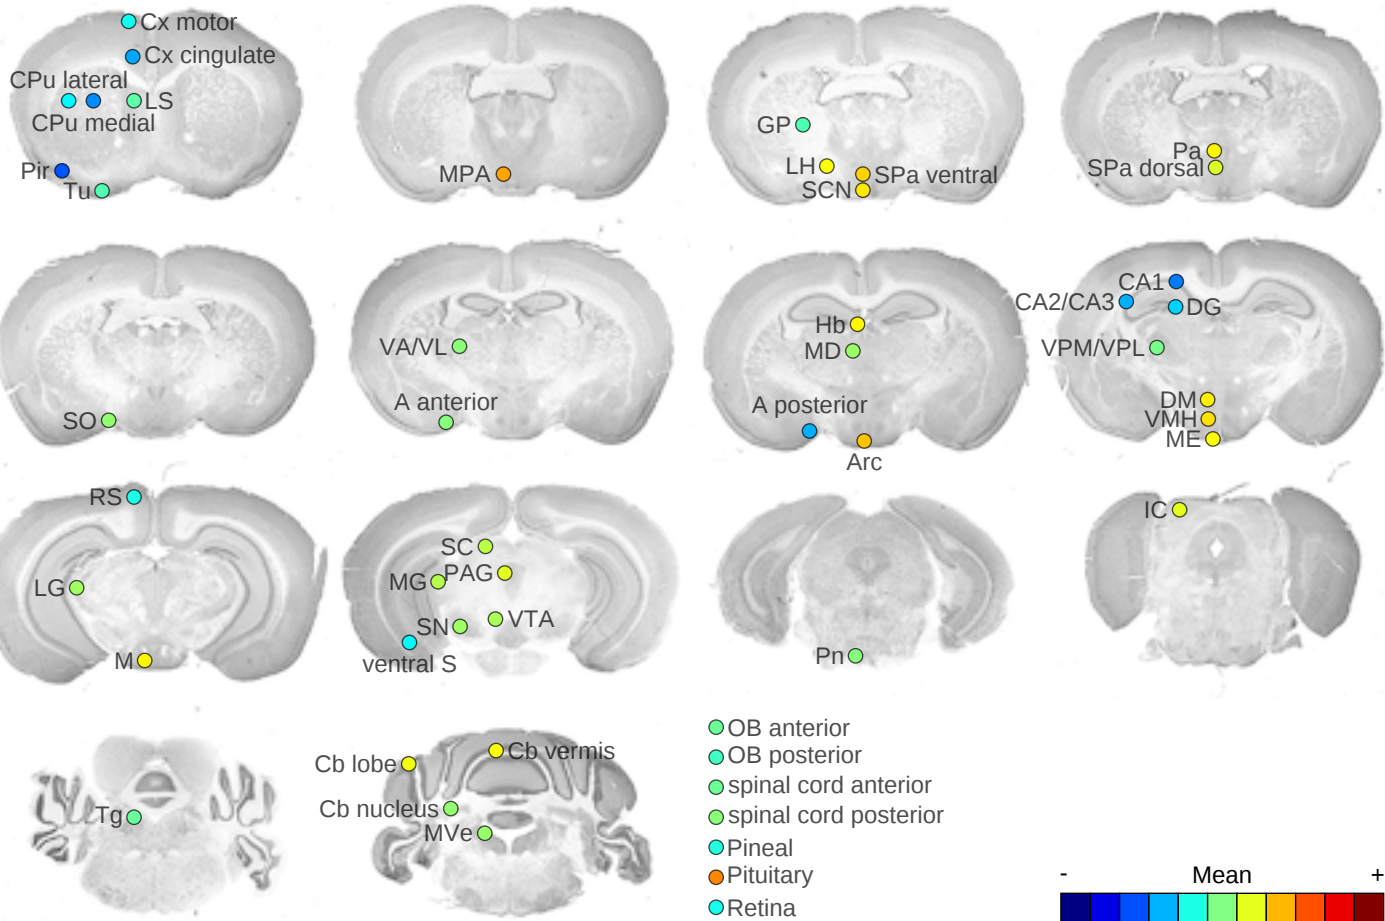 Cx motor
Cx cingulate
CPu lateral
LS
CPu medial
Pir
Tu
MPA
GP
LH
SPa ventral
SCN
Pa
SPa dorsal
SO
VA/VL
A anterior
Hb
MD
A posterior
Arc
CA1
CA2/CA3
DG
VPM/VPL
DM
VMH
ME
RS
LG
M
SC
MG
PAG
SN
VTA
ventral S
Pn
IC
Tg
Cb lobe
Cb vermis
Cb nucleus
MVe
OB anterior
OB posterior
spinal cord anterior
spinal cord posterior
Pineal
Pituitary
Retina
- Mean +